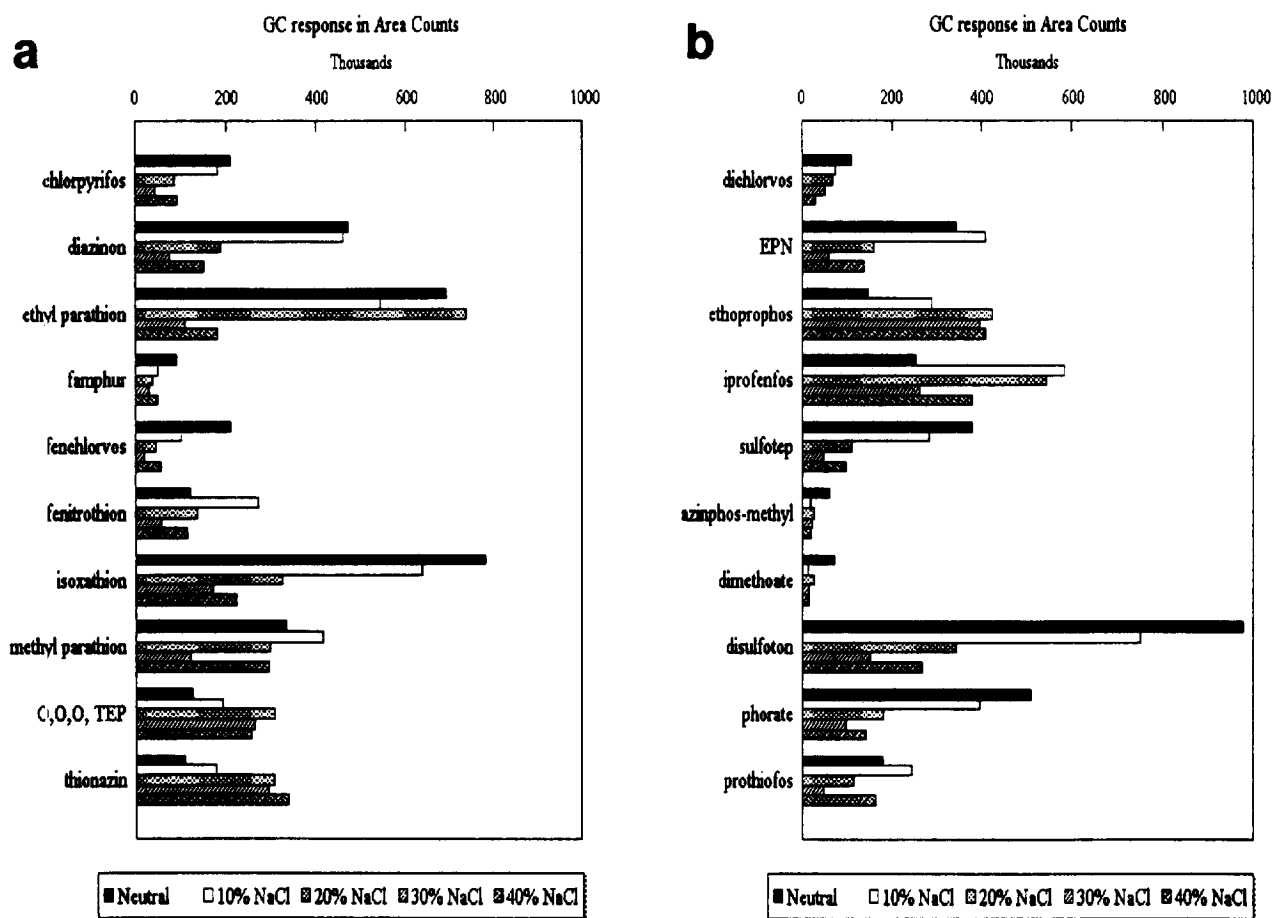 a
GC response in Area Counts
Thousands
0 200 400 600 800 1000
chlorpyrifos
diazinon
ethyl parathion
famphur
fenchlorvos
fenitrothion
isoxathion
methyl parathion
O,O,O, TEP
thionazin
Neutral 10% NaCl 20% NaCl 30% NaCl 40% NaCl
b
GC response in Area Counts
Thousands
0 200 400 600 800 1000
dichlorvos
EPN
ethoprophos
iprofenfos
sulfotep
azinphos-methyl
dimethoate
disulfoton
phorate
prothiofos
Neutral 10% NaCl 20% NaCl 30% NaCl 40% NaCl